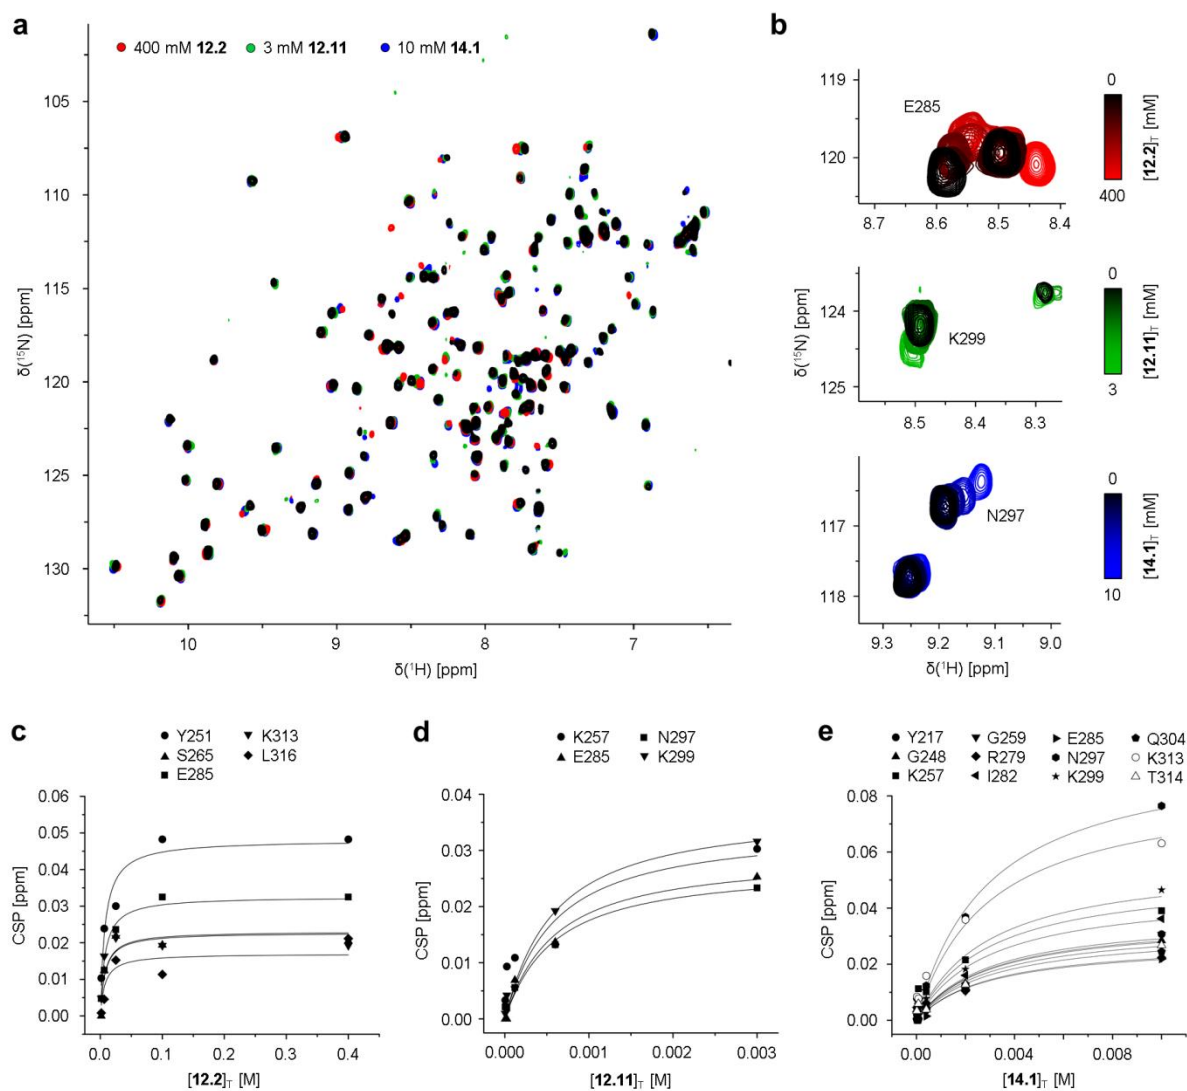 a
400 mM 12.2 3 mM 12.11 10 mM 14.1
105
110
115
120
125
130
δ(¹⁵N) [ppm]
10 9 8 7
δ(¹H) [ppm]
b
119
120
E285
8.7 8.6 8.5 8.4
0
400
[12.2]T [mM]
124
125
δ(¹⁵N) [ppm]
K299
8.5 8.4 8.3
0
3
[12.11]T [mM]
117
118
N297
9.3 9.2 9.1 9.0
δ(¹H) [ppm]
0
10
[14.1]T [mM]
c
Y251 K313
S265 L316
E285
0.06
0.05
0.04
0.03
0.02
0.01
0.00
CSP [ppm]
0.0 0.1 0.2 0.3 0.4
[12.2]T [M]
d
K257 N297
E285 K299
0.04
0.03
0.02
0.01
0.00
CSP [ppm]
0.000 0.001 0.002 0.003
[12.11]T [M]
e
Y217 G259 E285 Q304
G248 R279 N297 K313
K257 I282 K299 T314
0.08
0.06
0.04
0.02
0.00
CSP [ppm]
0.000 0.004 0.008
[14.1]T [M]